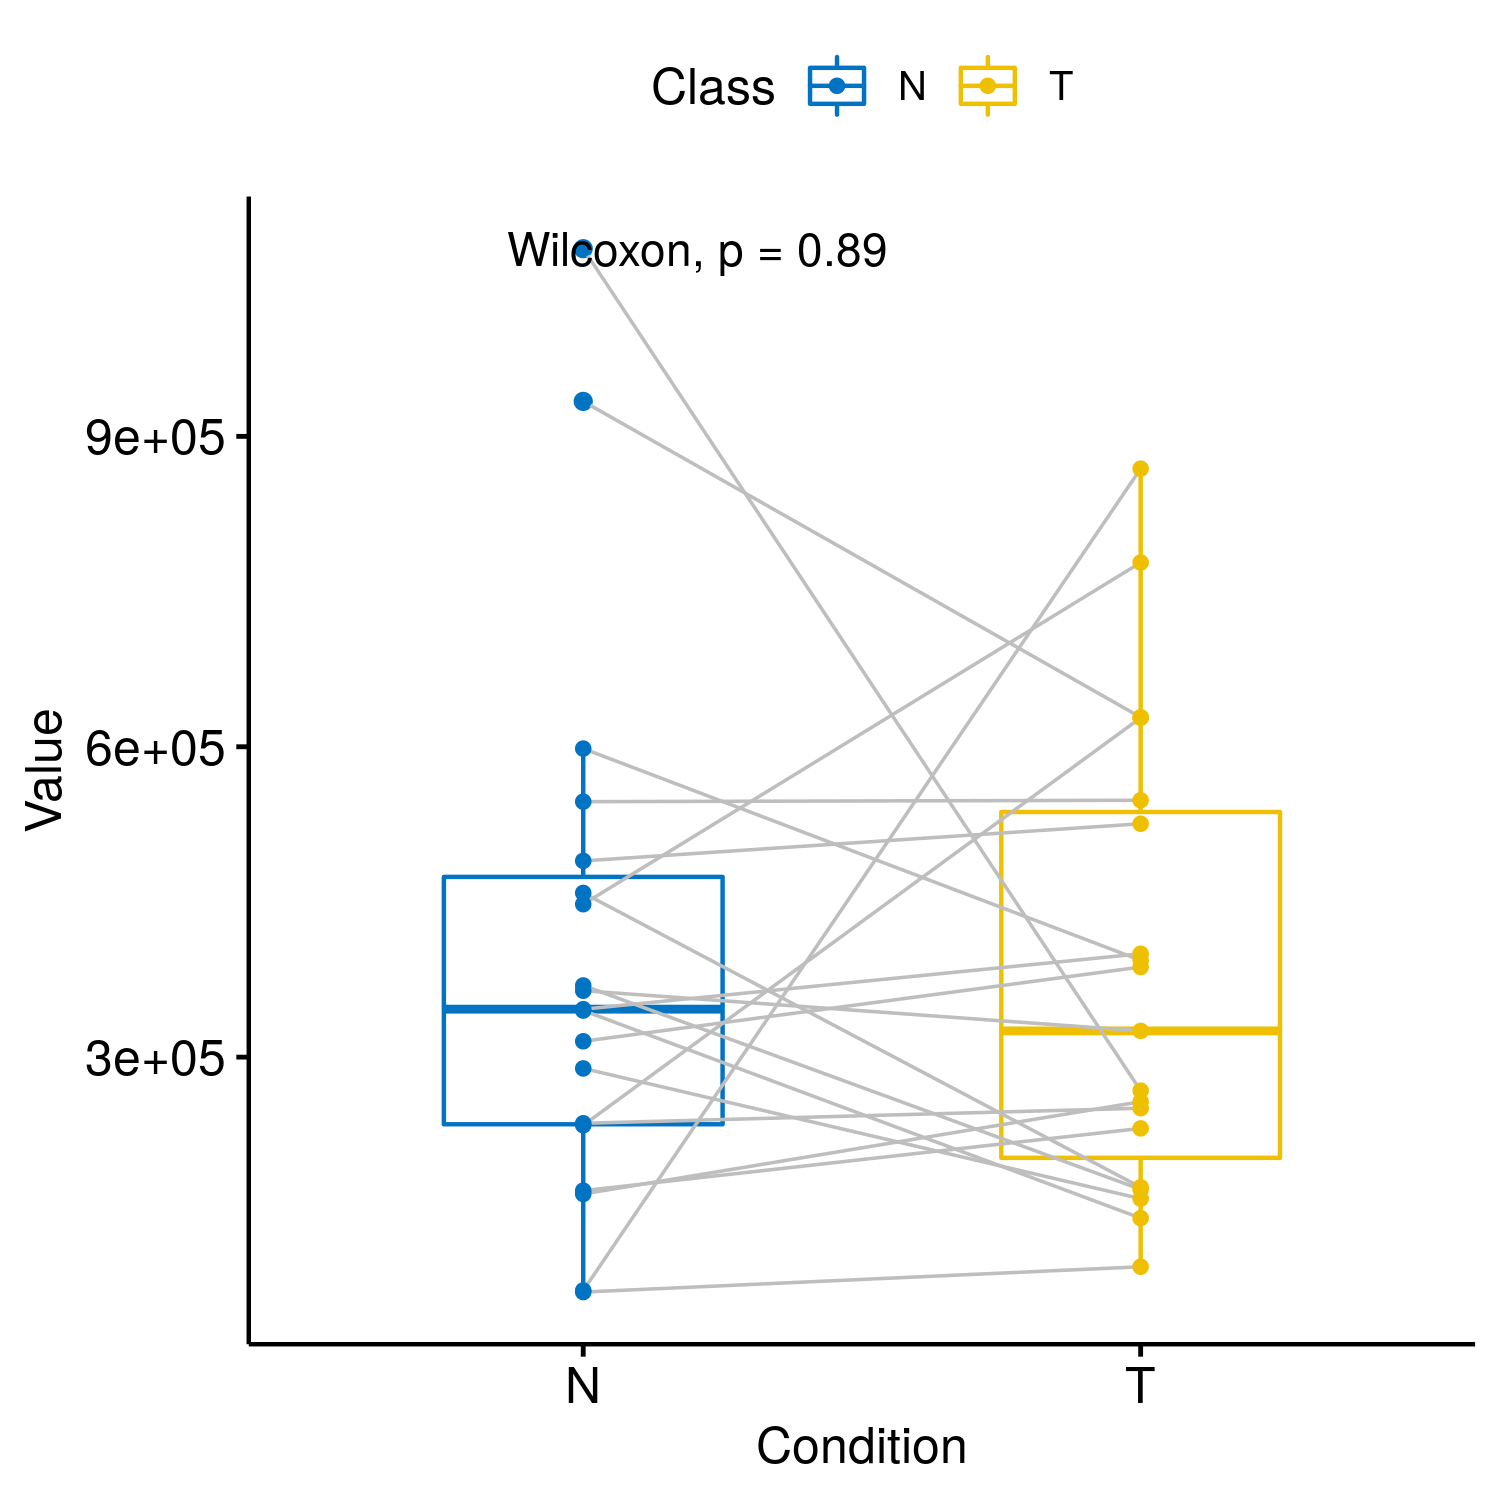 Class N T
Wilcoxon, p = 0.89
9e+05
6e+05
3e+05
Value
N T
Condition